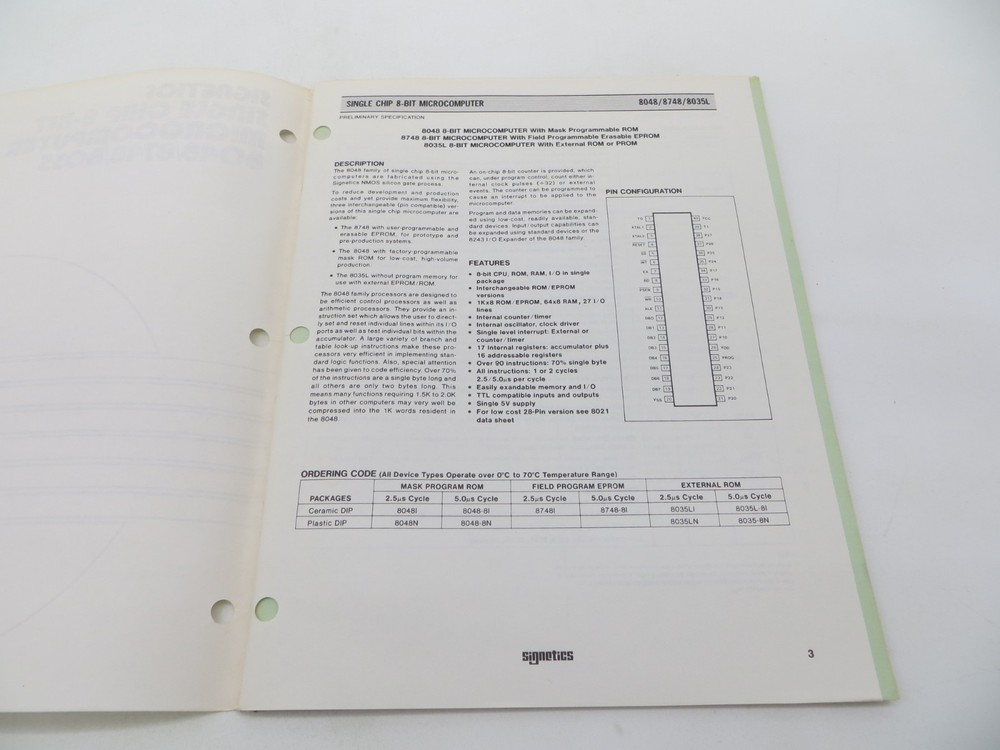 SINGLE CHIP 8-BIT MICROCOMPUTER 8048/8748/8035L
PRELIMINARY SPECIFICATION
8048 8-BIT MICROCOMPUTER With Mask Programmable ROM
8748 8-BIT MICROCOMPUTER With Field Programmable Erasable EPROM
8035L 8-BIT MICROCOMPUTER With External ROM or PROM
DESCRIPTION
The 8048 family of single chip 8-bit micro-
computers are fabricated using the
Signetics NMOS silicon gate process.
To reduce development and production
costs and yet provide maximum flexibility,
three interchangeable (pin compatible) ver-
sions of this single chip microcomputer are
available:
• The 8748 with user-programmable and
erasable EPROM, for prototype and
pre-production systems.
• The 8048 with factory-programmable
mask ROM for low-cost, high-volume
production.
• The 8035L without program memory for
use with external EPROM/ROM.
The 8048 family processors are designed to
be efficient control processors as well as
arithmetic processors. They provide an in-
struction set which allows the user to direct-
ly set and reset individual lines within its I/O
ports as well as test individual bits within the
accumulator. A large variety of branch and
table look-up instructions make these pro-
cessors very efficient in implementing stan-
dard logic functions. Also, special attention
has been given to code efficiency. Over 70%
of the instructions are a single byte long and
all others are only two bytes long. This
means many functions requiring 1.5K to 2.0K
bytes in other computers may very well be
compressed into the 1K words resident in
the 8048.
An on-chip 8-bit counter is provided, which
can, under program control, count either in-
ternal clock pulses (÷32) or external
events. The counter can be programmed to
cause an interrupt to be applied to the
microcomputer.
Program and data memories can be expand-
ed using low-cost, readily available, stan-
dard devices. Input/output capabilities can
be expanded using standard devices or the
8243 I/O Expander of the 8048 family.
FEATURES
• 8-bit CPU, ROM, RAM, I/O in single
package
• Interchangeable ROM/EPROM
versions
• 1Kx8 ROM/EPROM, 64x8 RAM, 27 I/O
lines
• Internal counter/timer
• Internal oscillator, clock driver
• Single level interrupt: External or
counter/timer
• 17 Internal registers: accumulator plus
16 addressable registers
• Over 90 instructions: 70% single byte
• All instructions: 1 or 2 cycles
2.5/5.0µs per cycle
• Easily exandable memory and I/O
• TTL compatible inputs and outputs
• Single 5V supply
• For low cost 28-Pin version see 8021
data sheet
PIN CONFIGURATION
ORDERING CODE (All Device Types Operate over 0°C to 70°C Temperature Range)
MASK PROGRAM ROM FIELD PROGRAM EPROM EXTERNAL ROM
PACKAGES 2.5µs Cycle 5.0µs Cycle 2.5µs Cycle 5.0µs Cycle 2.5µs Cycle 5.0µs Cycle
Ceramic DIP 8048I 8048-8I 8748I 8748-8I 8035LI 8035L-8I
Plastic DIP 8048N 8048-8N 8035LN 8035-8N
signetics
3